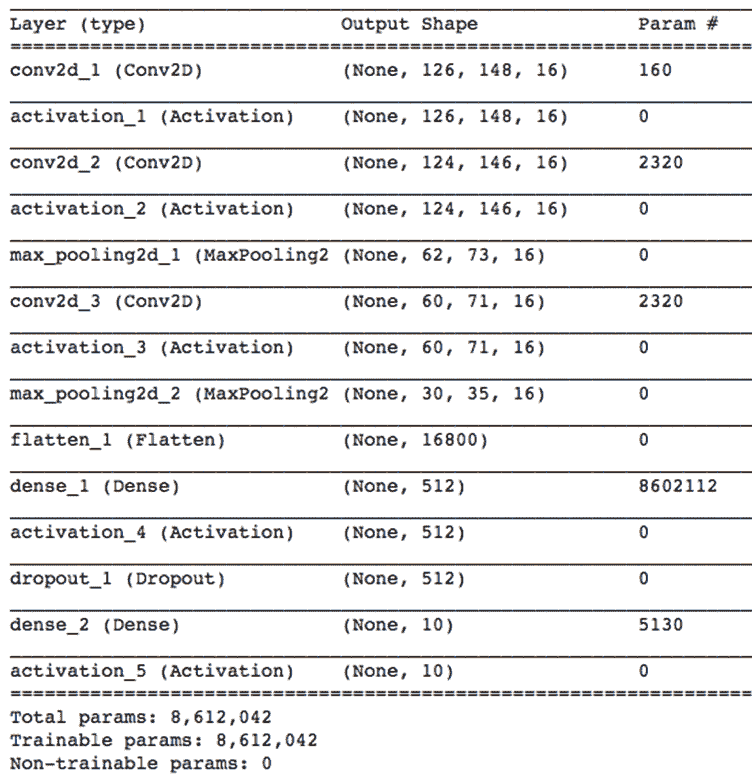 Layer (type)                 Output Shape              Param #
=================================================================
conv2d_1 (Conv2D)            (None, 126, 148, 16)      160
activation_1 (Activation)    (None, 126, 148, 16)      0
conv2d_2 (Conv2D)            (None, 124, 146, 16)      2320
activation_2 (Activation)    (None, 124, 146, 16)      0
max_pooling2d_1 (MaxPooling2 (None, 62, 73, 16)        0
conv2d_3 (Conv2D)            (None, 60, 71, 16)        2320
activation_3 (Activation)    (None, 60, 71, 16)        0
max_pooling2d_2 (MaxPooling2 (None, 30, 35, 16)        0
flatten_1 (Flatten)          (None, 16800)             0
dense_1 (Dense)              (None, 512)               8602112
activation_4 (Activation)    (None, 512)               0
dropout_1 (Dropout)          (None, 512)               0
dense_2 (Dense)              (None, 10)                5130
activation_5 (Activation)    (None, 10)                0
=================================================================
Total params: 8,612,042
Trainable params: 8,612,042
Non-trainable params: 0